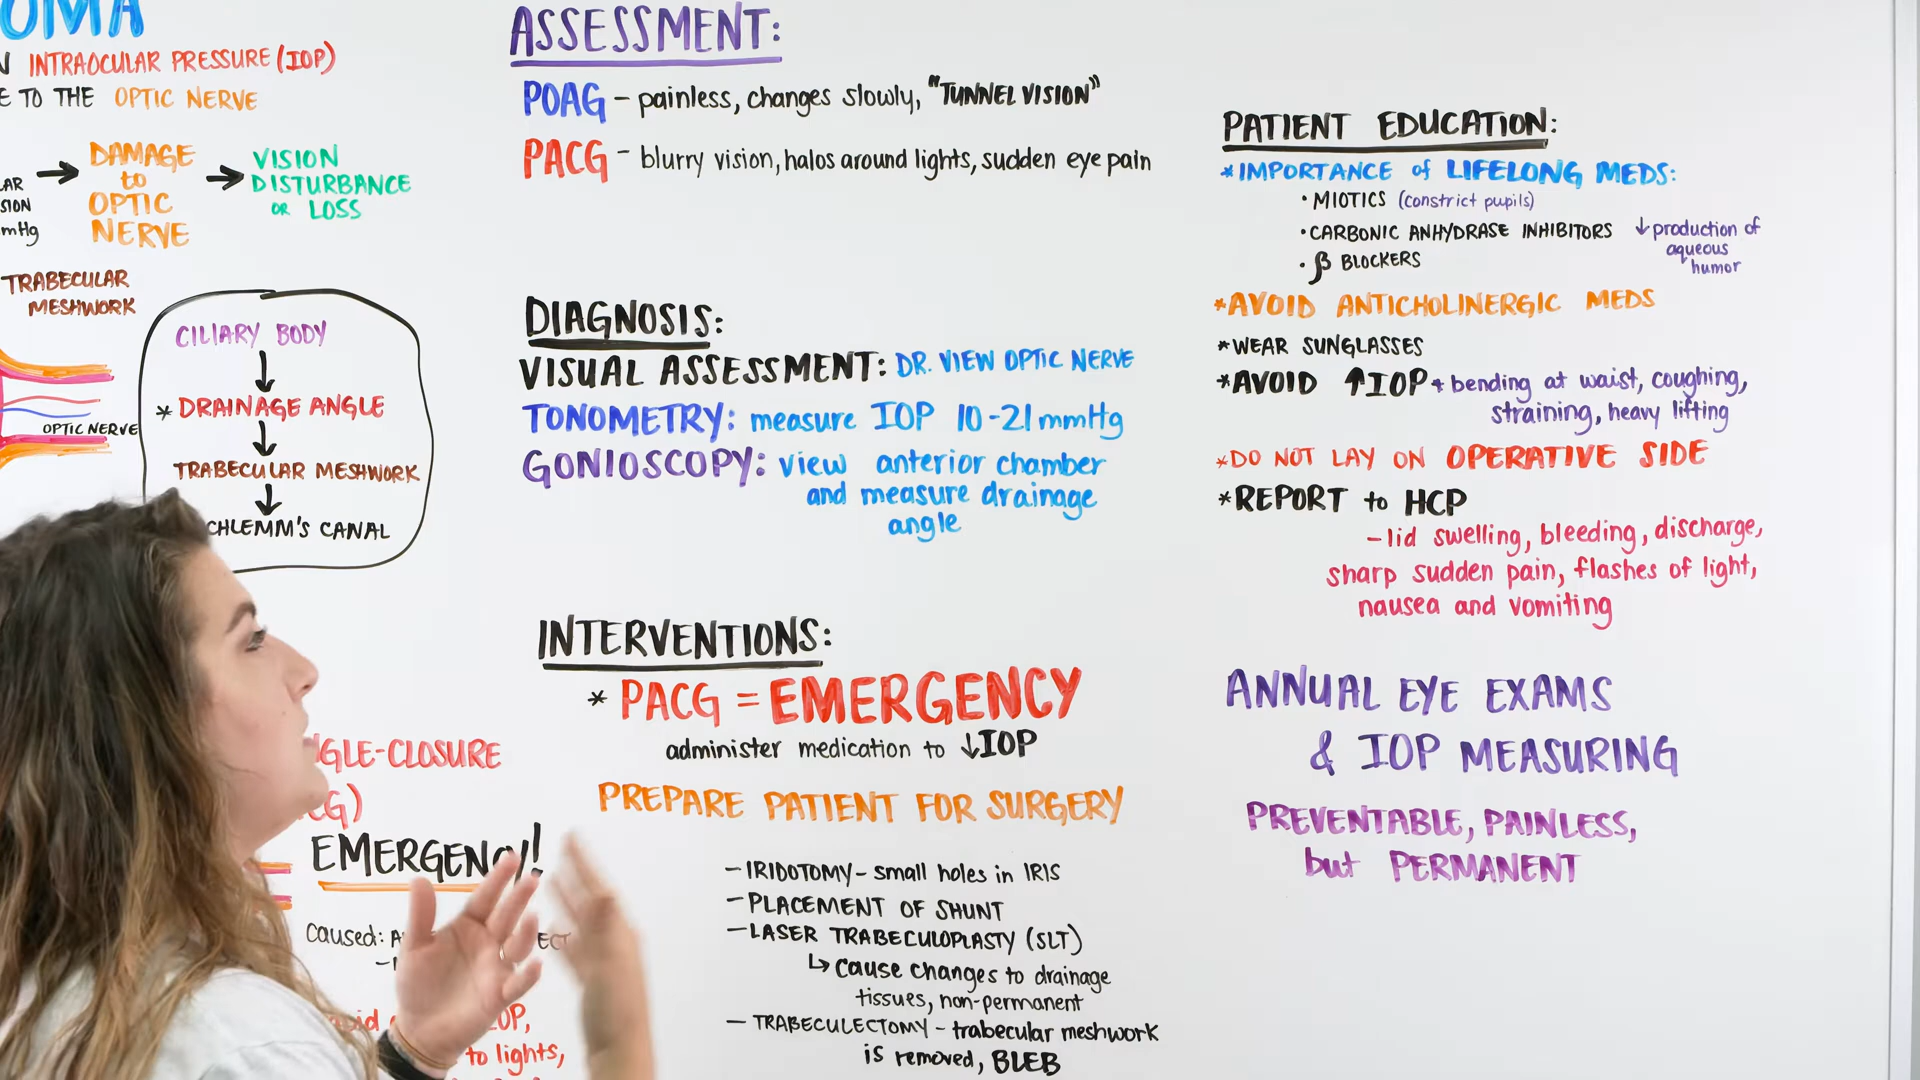 OMA
INTRAOCULAR PRESSURE (IOP)
E TO THE OPTIC NERVE
DAMAGE
to
OPTIC
NERVE
VISION
DISTURBANCE
OR LOSS
AR
SION
mmHg
TRABECULAR
MESHWORK
OPTIC NERVE
CILIARY BODY
↓
* DRAINAGE ANGLE
↓
TRABECULAR MESHWORK
↓
CHLEMM'S CANAL
GLE-CLOSURE
CG)
EMERGENCY!
Caused:
IOP,
to lights,
ASSESSMENT:
POAG - painless, changes slowly, "TUNNEL VISION"
PACG - blurry vision, halos around lights, sudden eye pain
DIAGNOSIS:
VISUAL ASSESSMENT: DR. VIEW OPTIC NERVE
TONOMETRY: measure IOP 10-21 mmHg
GONIOSCOPY: view anterior chamber
and measure drainage
angle
INTERVENTIONS:
* PACG = EMERGENCY
administer medication to ↓IOP
PREPARE PATIENT FOR SURGERY
- IRIDOTOMY - small holes in IRIS
- PLACEMENT OF SHUNT
- LASER TRABECULOPLASTY (SLT)
↳ cause changes to drainage
tissues, non-permanent
- TRABECULECTOMY - trabecular meshwork
is removed, BLEB
PATIENT EDUCATION:
*IMPORTANCE of LIFELONG MEDS:
• MIOTICS (constrict pupils)
• CARBONIC ANHYDRASE INHIBITORS ↓production of
aqueous
humor
• β BLOCKERS
*AVOID ANTICHOLINERGIC MEDS
*WEAR SUNGLASSES
*AVOID ↑IOP → bending at waist, coughing,
straining, heavy lifting
*DO NOT LAY ON OPERATIVE SIDE
*REPORT to HCP
- lid swelling, bleeding, discharge,
sharp sudden pain, flashes of light,
nausea and vomiting
ANNUAL EYE EXAMS
& IOP MEASURING
PREVENTABLE, PAINLESS,
but PERMANENT